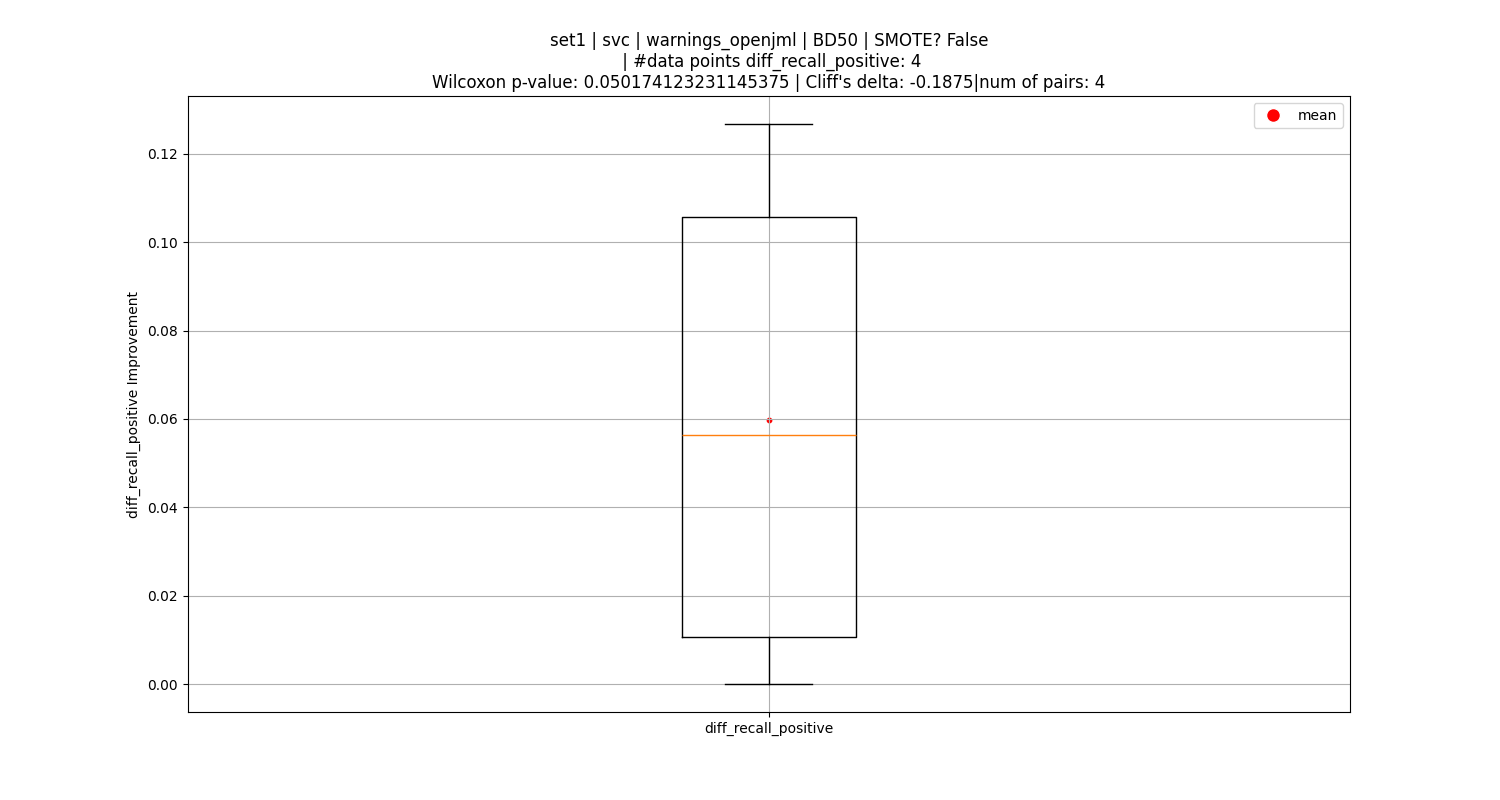 set1 | svc | warnings_openjml | BD50 | SMOTE? False
| #data points diff_recall_positive: 4
Wilcoxon p-value: 0.050174123231145375 | Cliff's delta: -0.1875|num of pairs: 4
mean
0.12
0.10
0.08
0.06
0.04
0.02
0.00
diff_recall_positive Improvement
diff_recall_positive